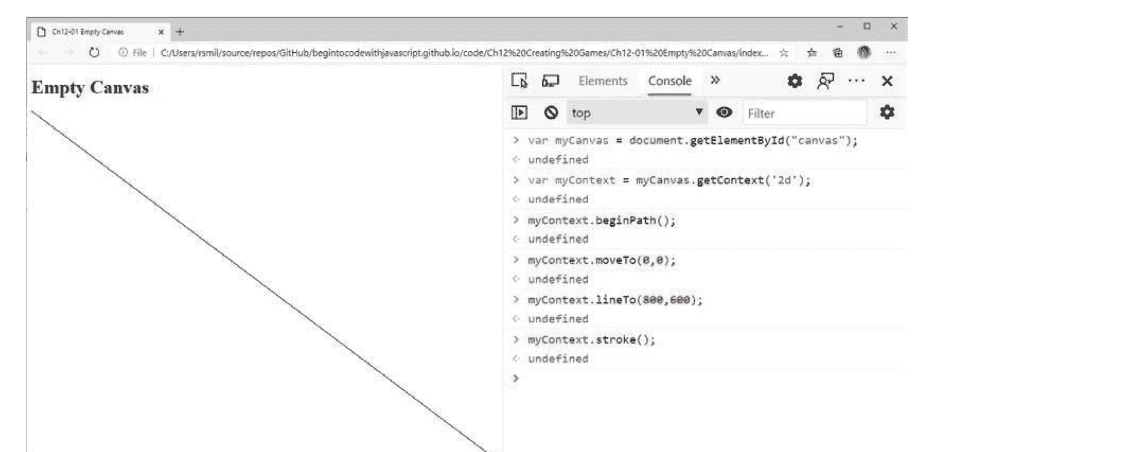 Ch12-01 Empty Canvas
File C:/Users/rsmil/source/repos/GitHub/begintocodewithjavascript.github.io/code/Ch12%20Creating%20Games/Ch12-01%20Empty%20Canvas/index...
Empty Canvas
Elements Console
top Filter
> var myCanvas = document.getElementById("canvas");
undefined
> var myContext = myCanvas.getContext('2d');
undefined
> myContext.beginPath();
undefined
> myContext.moveTo(0,0);
undefined
> myContext.lineTo(800,600);
undefined
> myContext.stroke();
undefined
>